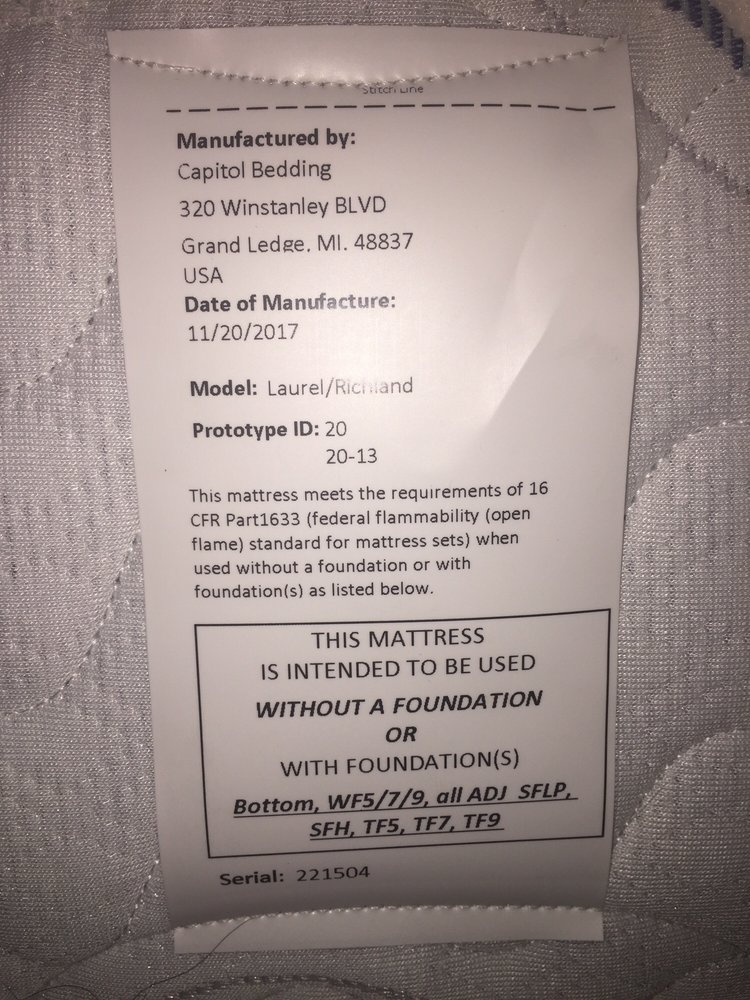 Stitch Line
Manufactured by:
Capitol Bedding
320 Winstanley BLVD
Grand Ledge, MI. 48837
USA
Date of Manufacture:
11/20/2017
Model: Laurel/Richland
Prototype ID: 20
20-13
This mattress meets the requirements of 16
CFR Part1633 (federal flammability (open
flame) standard for mattress sets) when
used without a foundation or with
foundation(s) as listed below.
THIS MATTRESS
IS INTENDED TO BE USED
WITHOUT A FOUNDATION
OR
WITH FOUNDATION(S)
Bottom, WF5/7/9, all ADJ SFLP,
SFH, TF5, TF7, TF9
Serial: 221504